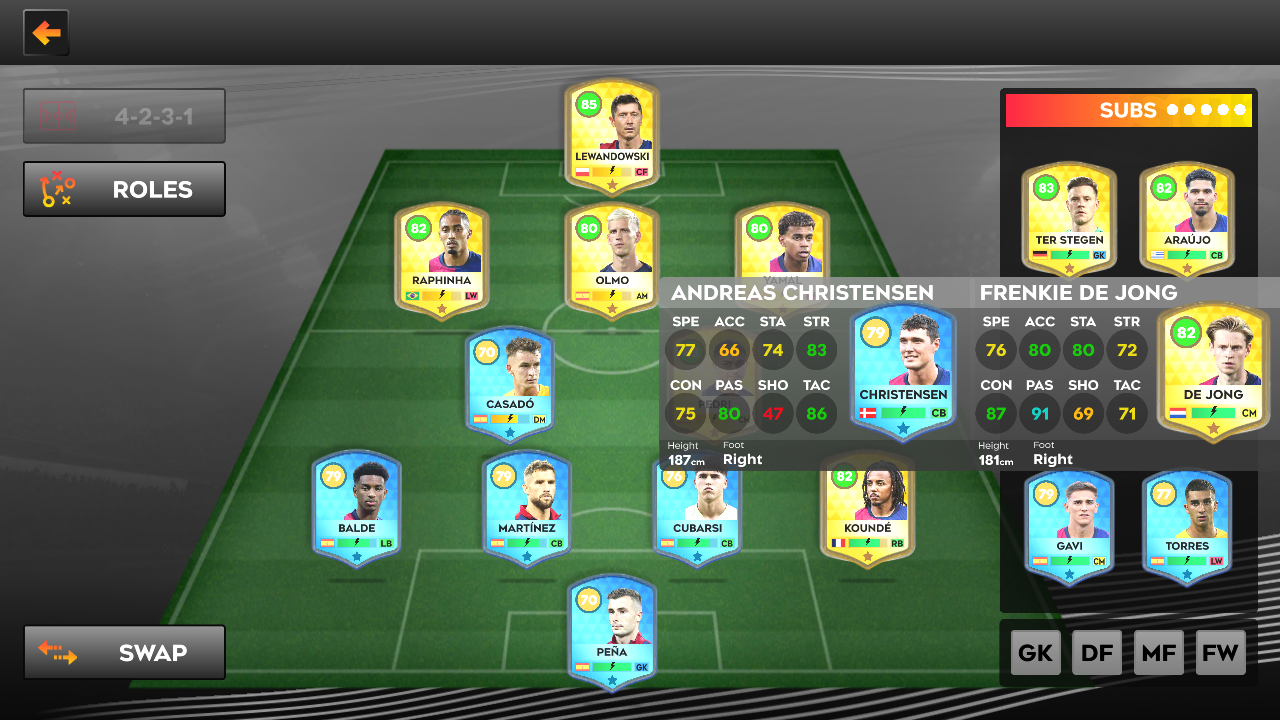 4-2-3-1
ROLES
SWAP
SUBS
85
LEWANDOWSKI
CF
82
RAPHINHA
LW
80
OLMO
AM
80
YAMAL
70
CASADÓ
DM
PEDRI
79
BALDE
LB
79
MARTÍNEZ
CB
76
CUBARSI
CB
82
KOUNDÉ
RB
70
PEÑA
GK
83
TER STEGEN
GK
82
ARAÚJO
CB
ANDREAS CHRISTENSEN
SPE ACC STA STR
77 66 74 83
CON PAS SHO TAC
75 80 47 86
Height Foot
187cm Right
79
CHRISTENSEN
CB
FRENKIE DE JONG
SPE ACC STA STR
76 80 80 72
CON PAS SHO TAC
87 91 69 71
Height Foot
181cm Right
82
DE JONG
CM
79
GAVI
CM
77
TORRES
LW
GK DF MF FW